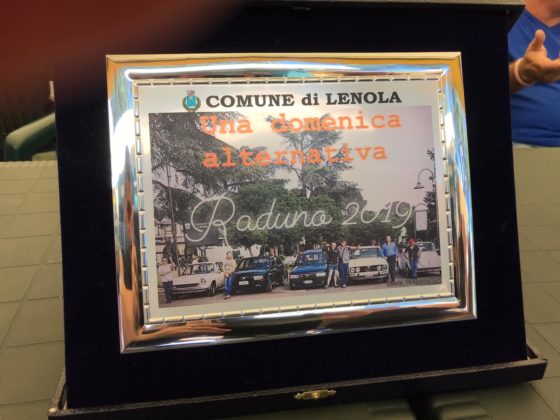 COMUNE di LENOLA
Una domenica
alternativa
Raduno 2019